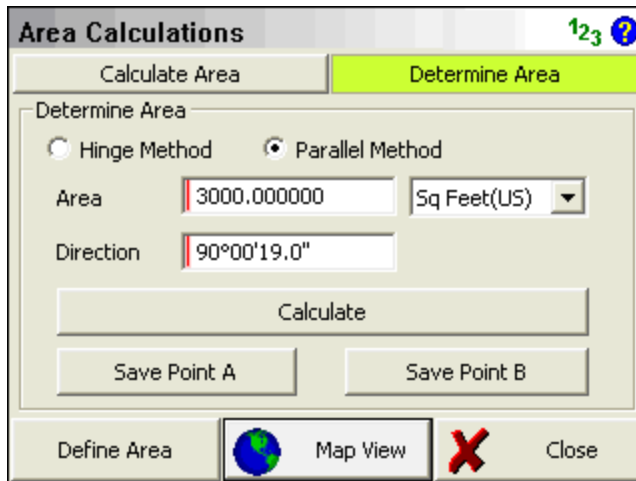 Area Calculations 123 ?
Calculate Area Determine Area
Determine Area
Hinge Method Parallel Method
Area 3000.000000 Sq Feet(US)
Direction 90°00'19.0"
Calculate
Save Point A Save Point B
Define Area Map View Close